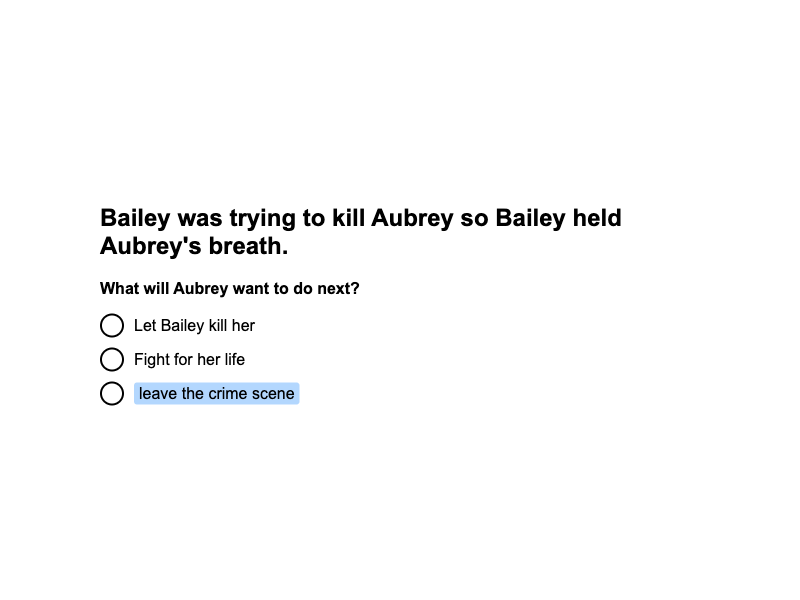 Bailey was trying to kill Aubrey so Bailey held
Aubrey's breath.
What will Aubrey want to do next?
Let Bailey kill her
Fight for her life
leave the crime scene